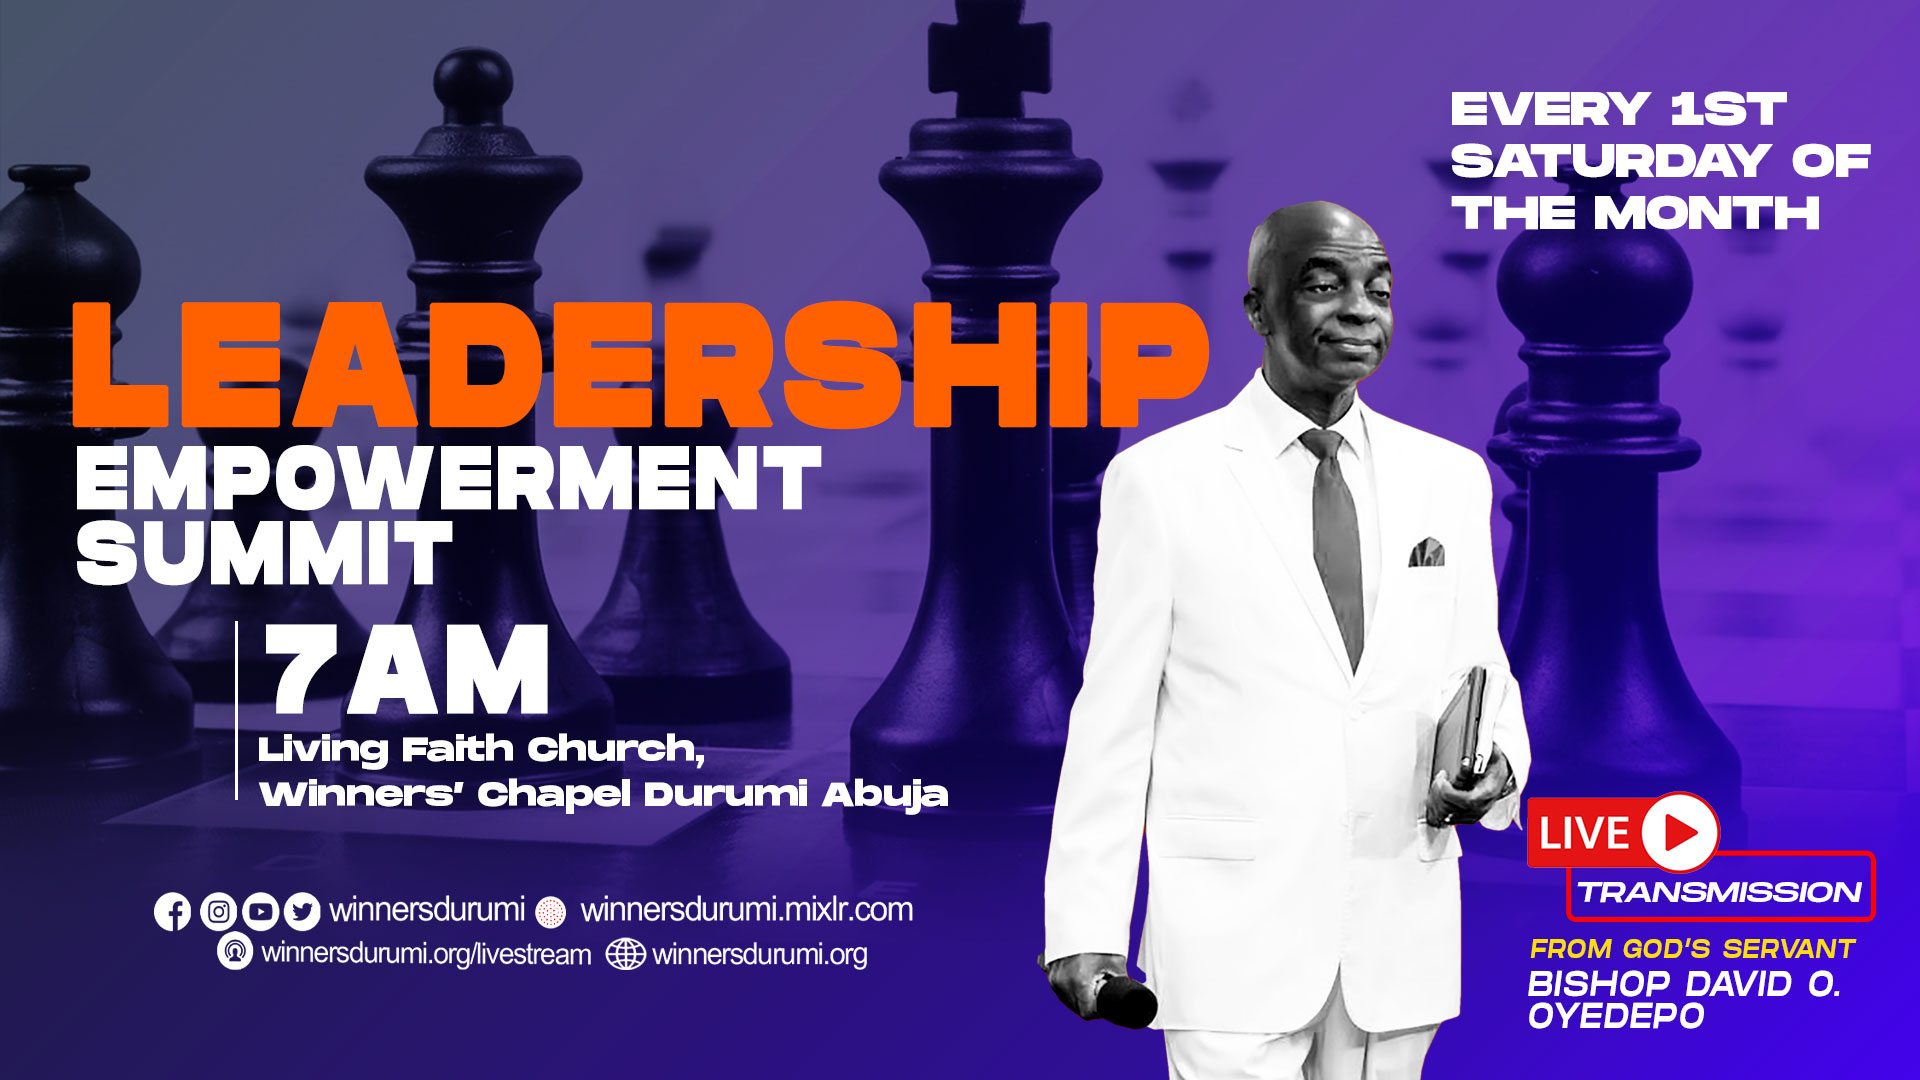 EVERY 1ST
SATURDAY OF
THE MONTH
LEADERSHIP
EMPOWERMENT
SUMMIT
7AM
Living Faith Church,
Winners' Chapel Durumi Abuja
winnersdurumi winnersdurumi.mixlr.com
winnersdurumi.org/livestream winnersdurumi.org
LIVE
TRANSMISSION
FROM GOD'S SERVANT
BISHOP DAVID O.
OYEDEPO